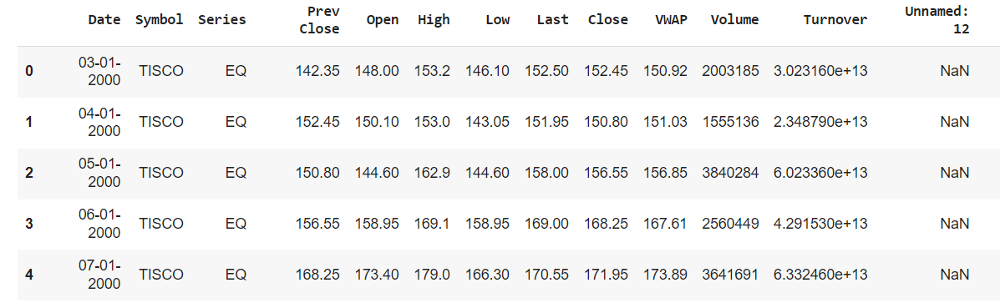 Date Symbol Series Prev Close Open High Low Last Close VWAP Volume Turnover Unnamed: 12
0 03-01-2000 TISCO EQ 142.35 148.00 153.2 146.10 152.50 152.45 150.92 2003185 3.023160e+13 NaN
1 04-01-2000 TISCO EQ 152.45 150.10 153.0 143.05 151.95 150.80 151.03 1555136 2.348790e+13 NaN
2 05-01-2000 TISCO EQ 150.80 144.60 162.9 144.60 158.00 156.55 156.85 3840284 6.023360e+13 NaN
3 06-01-2000 TISCO EQ 156.55 158.95 169.1 158.95 169.00 168.25 167.61 2560449 4.291530e+13 NaN
4 07-01-2000 TISCO EQ 168.25 173.40 179.0 166.30 170.55 171.95 173.89 3641691 6.332460e+13 NaN